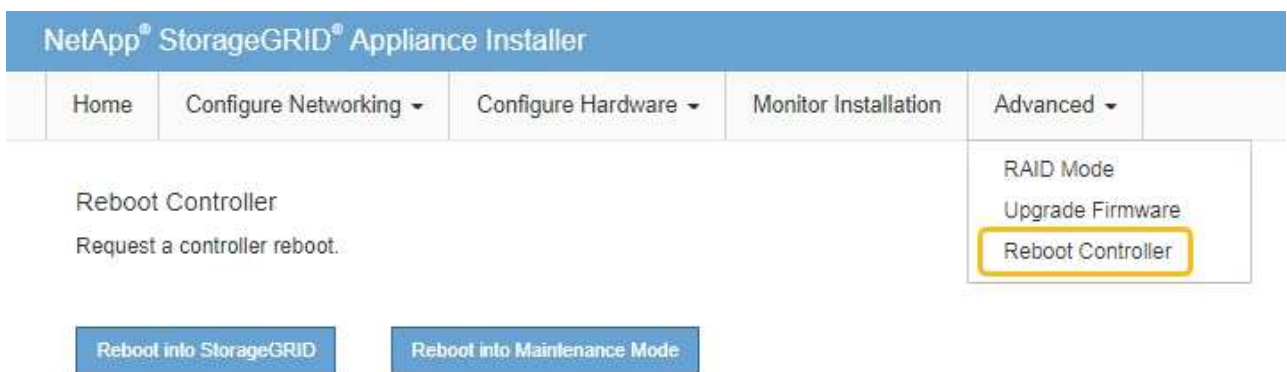 NetApp® StorageGRID® Appliance Installer
Home Configure Networking Configure Hardware Monitor Installation Advanced
RAID Mode
Upgrade Firmware
Reboot Controller
Reboot Controller
Request a controller reboot.
Reboot into StorageGRID Reboot into Maintenance Mode